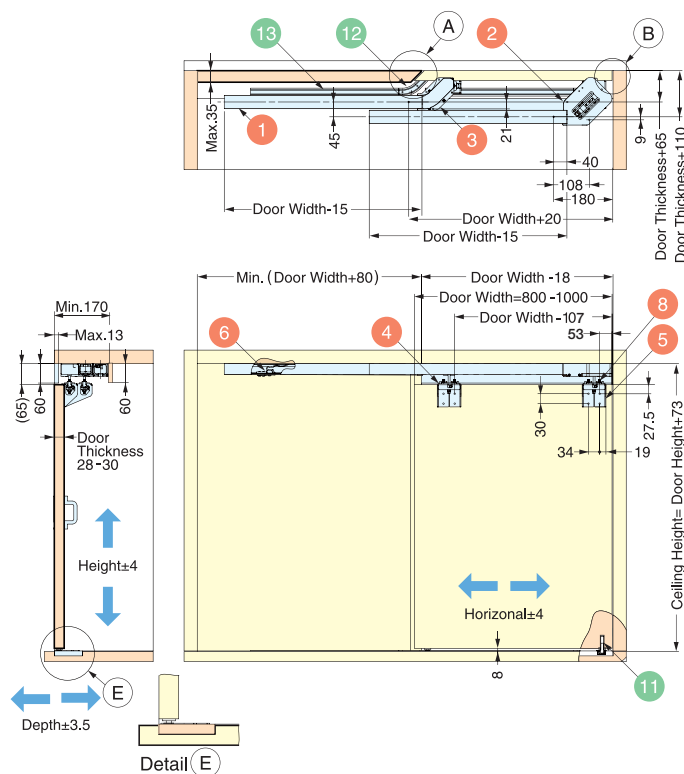 13
12
A
2
B
Max.35
1
45
3
21
9
40
108
180
Door Thickness+65
Door Thickness+110
Door Width-15
Door Width+20
Door Width-15
Min. (Door Width+80)
Door Width -18
Door Width=800 -1000
Door Width-107
53
8
6
4
5
Min.170
Max.13
(65)
60
60
Door
Thickness
28-30
30
34
19
27.5
Ceiling Height= Door Height+73
Height±4
Horizonal±4
11
8
E
Depth±3.5
Detail E